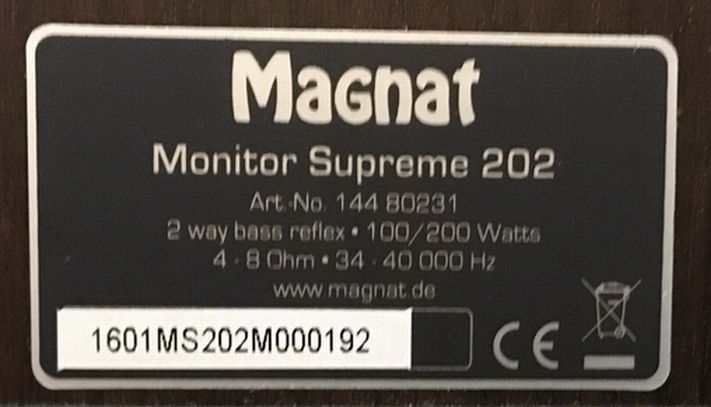 Magnat
Monitor Supreme 202
Art.-No. 144 80231
2 way bass reflex • 100/200 Watts
4 - 8 Ohm • 34 - 40 000 Hz
www.magnat.de
1601MS202M000192
CE